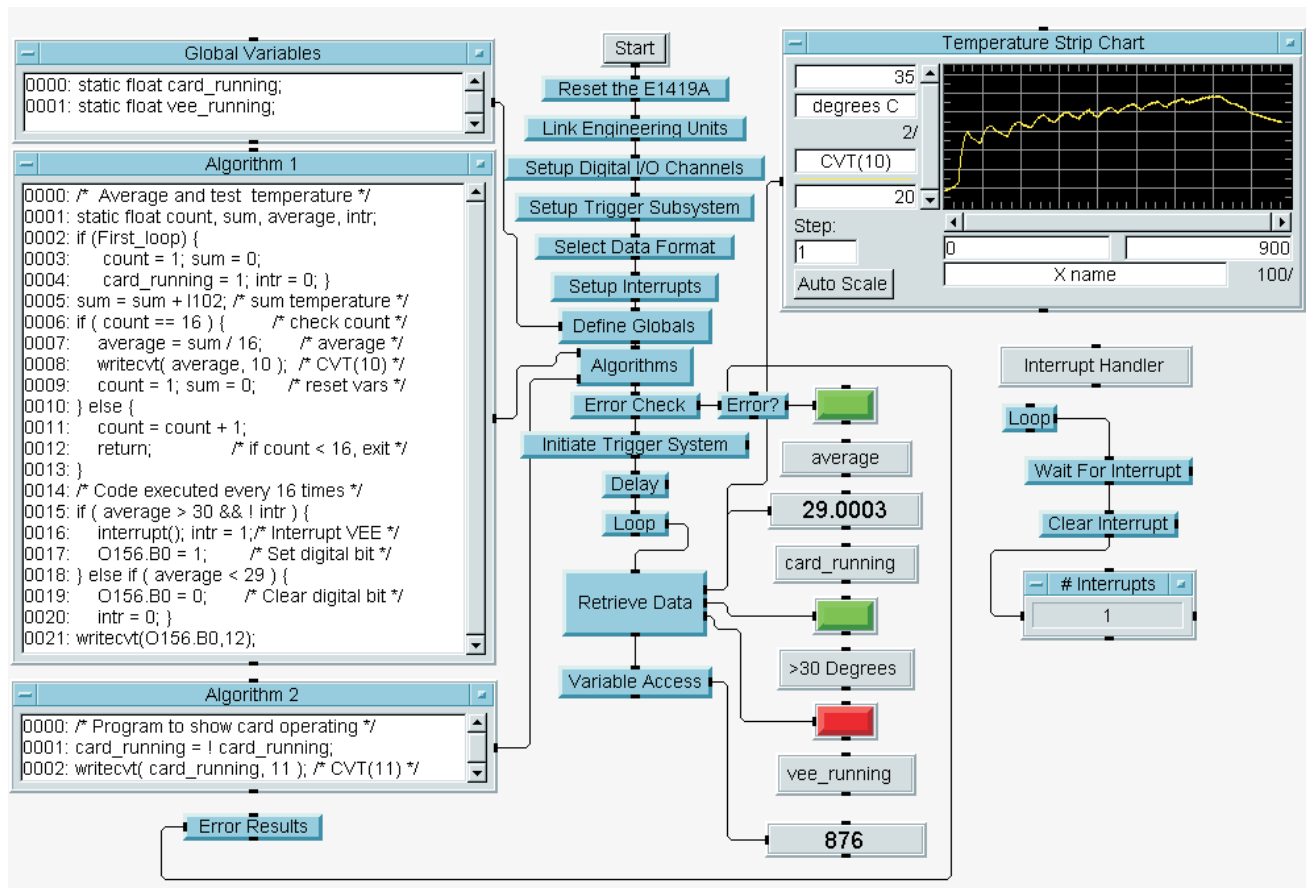 Global Variables
0000: static float card_running;
0001: static float vee_running;
Algorithm 1
0000: /*  Average and test  temperature */
0001: static float count, sum, average, intr;
0002: if (First_loop) {
0003:     count = 1; sum = 0;
0004:     card_running = 1; intr = 0; }
0005: sum = sum + I102; /* sum temperature */
0006: if ( count == 16 ) {        /* check count */
0007:    average = sum / 16;     /* average */
0008:    writecvt( average, 10 );  /* CVT(10) */
0009:    count = 1; sum = 0;    /* reset vars */
0010: } else {
0011:    count = count + 1;
0012:    return;             /* if count < 16, exit */
0013: }
0014: /* Code executed every 16 times */
0015: if ( average > 30 && ! intr ) {
0016:    interrupt(); intr = 1;/* Interrupt VEE */
0017:    O156.B0 = 1;      /* Set digital bit */
0018: } else if ( average < 29 ) {
0019:    O156.B0 = 0;     /* Clear digital bit */
0020:    intr = 0; }
0021: writecvt(O156.B0,12);
Algorithm 2
0000: /* Program to show card operating */
0001: card_running = ! card_running;
0002: writecvt( card_running, 11 ); /* CVT(11) */
Error Results
Start
Reset the E1419A
Link Engineering Units
Setup Digital I/O Channels
Setup Trigger Subsystem
Select Data Format
Setup Interrupts
Define Globals
Algorithms
Error Check
Error?
Initiate Trigger System
Delay
Loop
Retrieve Data
Variable Access
average
29.0003
card_running
>30 Degrees
vee_running
876
Temperature Strip Chart
35
degrees C
2/
CVT(10)
20
Step:
1
Auto Scale
0
900
X name
100/
Interrupt Handler
Loop
Wait For Interrupt
Clear Interrupt
# Interrupts
1